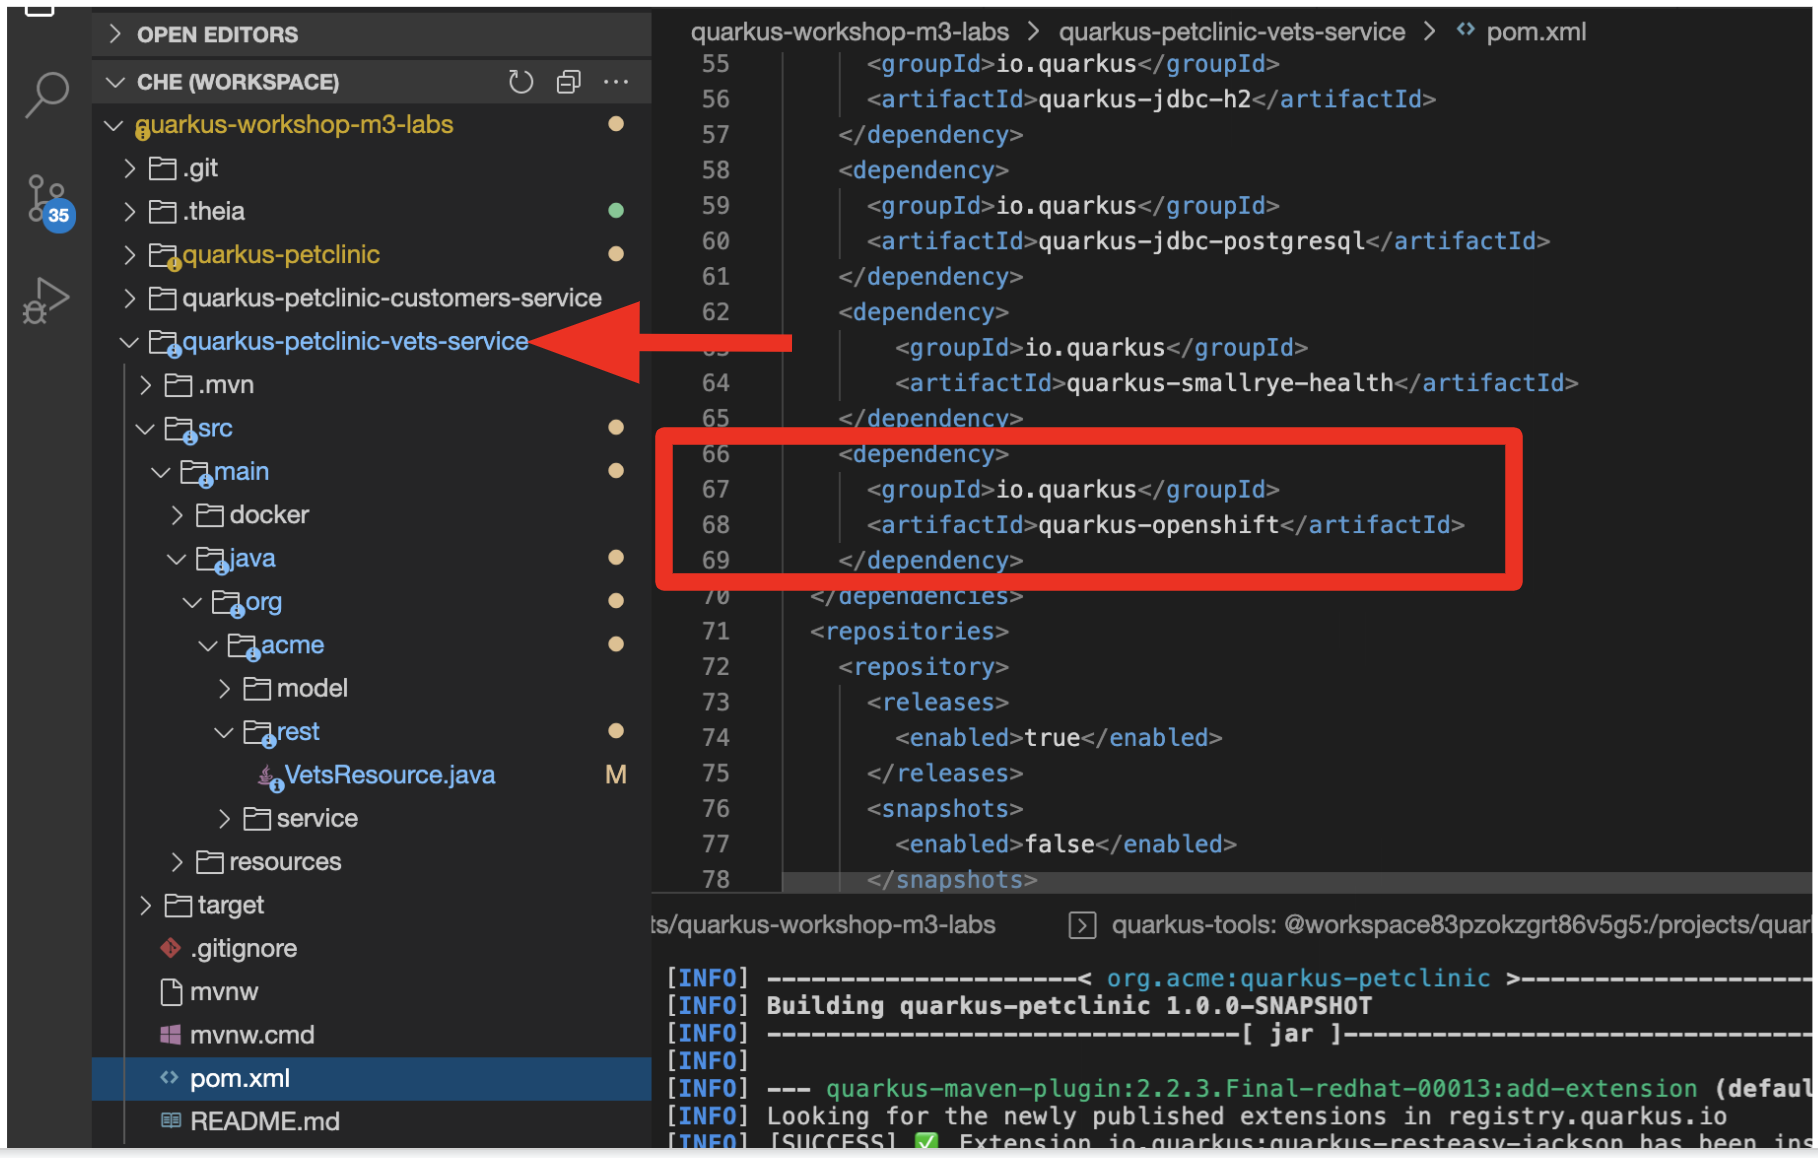 OPEN EDITORS
CHE (WORKSPACE)
quarkus-workshop-m3-labs
.git
.theia
35
quarkus-petclinic
quarkus-petclinic-customers-service
quarkus-petclinic-vets-service
.mvn
src
main
docker
java
org
acme
model
rest
VetsResource.java M
service
resources
target
.gitignore
mvnw
mvnw.cmd
pom.xml
README.md
quarkus-workshop-m3-labs > quarkus-petclinic-vets-service > <> pom.xml
55 <groupId>io.quarkus</groupId>
56 <artifactId>quarkus-jdbc-h2</artifactId>
57 </dependency>
58 <dependency>
59 <groupId>io.quarkus</groupId>
60 <artifactId>quarkus-jdbc-postgresql</artifactId>
61 </dependency>
62 <dependency>
63 <groupId>io.quarkus</groupId>
64 <artifactId>quarkus-smallrye-health</artifactId>
65 </dependency>
66 <dependency>
67 <groupId>io.quarkus</groupId>
68 <artifactId>quarkus-openshift</artifactId>
69 </dependency>
70 </dependencies>
71 <repositories>
72 <repository>
73 <releases>
74 <enabled>true</enabled>
75 </releases>
76 <snapshots>
77 <enabled>false</enabled>
78 </snapshots>
ts/quarkus-workshop-m3-labs quarkus-tools: @workspace83pzokzgrt86v5g5:/projects/quar
[INFO] ---------------------< org.acme:quarkus-petclinic >--------------------
[INFO] Building quarkus-petclinic 1.0.0-SNAPSHOT
[INFO] --------------------------------[ jar ]--------------------------------
[INFO]
[INFO] --- quarkus-maven-plugin:2.2.3.Final-redhat-00013:add-extension (defaul
[INFO] Looking for the newly published extensions in registry.quarkus.io
[INFO] [SUCCESS] ✅ Extension io.quarkus:quarkus-resteasy-jackson has been ins